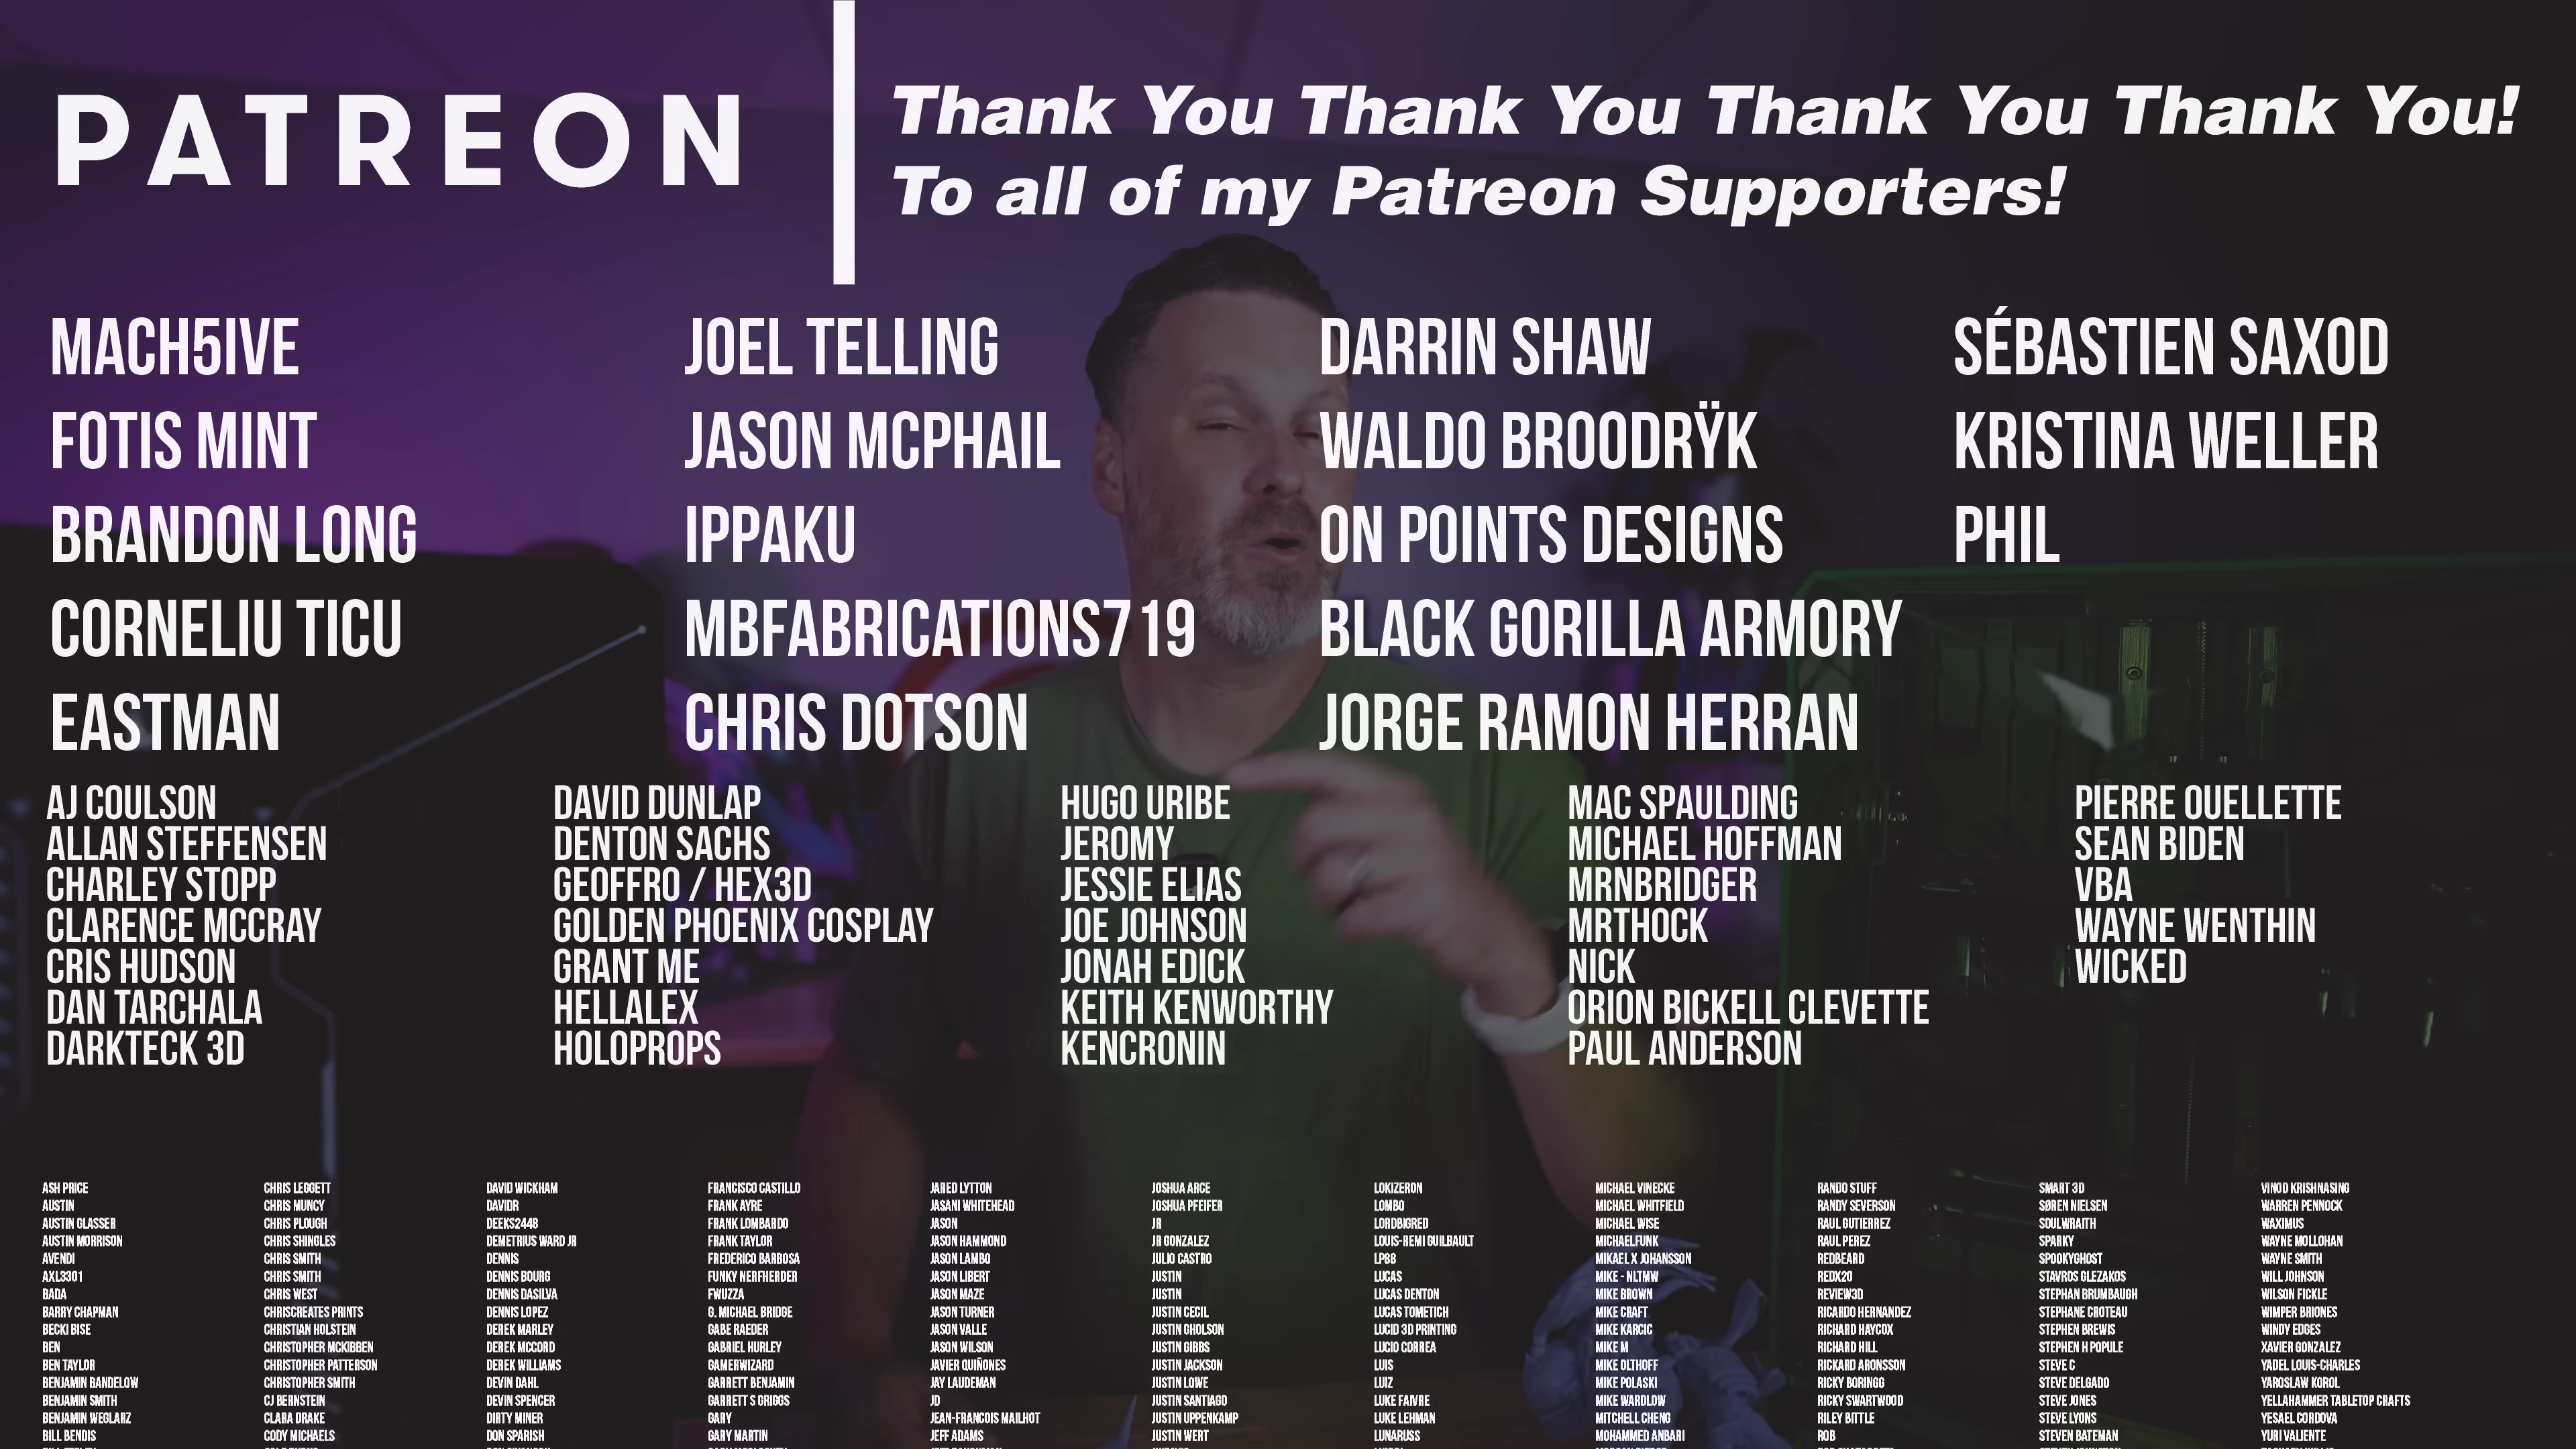 PATREON
Thank You Thank You Thank You Thank You!
To all of my Patreon Supporters!
MACH5IVE
FOTIS MINT
BRANDON LONG
CORNELIU TICU
EASTMAN
JOEL TELLING
JASON MCPHAIL
IPPAKU
MBFABRICATIONS719
CHRIS DOTSON
DARRIN SHAW
WALDO BROODRŸK
ON POINTS DESIGNS
BLACK GORILLA ARMORY
JORGE RAMON HERRAN
SÉBASTIEN SAXOD
KRISTINA WELLER
PHIL
AJ COULSON
ALLAN STEFFENSEN
CHARLEY STOPP
CLARENCE MCCRAY
CRIS HUDSON
DAN TARCHALA
DARKTECK 3D
DAVID DUNLAP
DENTON SACHS
GEOFFRO / HEX3D
GOLDEN PHOENIX COSPLAY
GRANT ME
HELLALEX
HOLOPROPS
HUGO URIBE
JEROMY
JESSIE ELIAS
JOE JOHNSON
JONAH EDICK
KEITH KENWORTHY
KENCRONIN
MAC SPAULDING
MICHAEL HOFFMAN
MRNBRIDGER
MRTHOCK
NICK
ORION BICKELL CLEVETTE
PAUL ANDERSON
PIERRE OUELLETTE
SEAN BIDEN
VBA
WAYNE WENTHIN
WICKED
ASH PRICE
AUSTIN
AUSTIN GLASSER
AUSTIN MORRISON
AVENDI
AXL3301
BADA
BARRY CHAPMAN
BECKI BISE
BEN
BEN TAYLOR
BENJAMIN BANDELOW
BENJAMIN SMITH
BENJAMIN WEGLARZ
BILL BENDIS
CHRIS LEGGETT
CHRIS MUNCY
CHRIS PLOUGH
CHRIS SHINGLES
CHRIS SMITH
CHRIS SMITH
CHRIS WEST
CHRISCREATES PRINTS
CHRISTIAN HOLSTEIN
CHRISTOPHER MCKIBBEN
CHRISTOPHER PATTERSON
CHRISTOPHER SMITH
CJ BERNSTEIN
CLARA DRAKE
CODY MICHAELS
DAVID WICKHAM
DAVIDR
DEEKS2448
DEMETRIUS WARD JR
DENNIS
DENNIS BOURG
DENNIS DASILVA
DENNIS LOPEZ
DEREK MARLEY
DEREK MCCORD
DEREK WILLIAMS
DEVIN DAHL
DEVIN SPENCER
DIRTY MINER
DON SPARISH
FRANCISCO CASTILLO
FRANK AYRE
FRANK LOMBARDO
FRANK TAYLOR
FREDERICO BARBOSA
FUNKY NERFHERDER
FWUZZA
G. MICHAEL BRIDGE
GABE RAEDER
GABRIEL HURLEY
GAMERWIZARD
GARRETT BENJAMIN
GARRETT S GRIGGS
GARY
GARY MARTIN
JARED LYTTON
JASANI WHITEHEAD
JASON
JASON HAMMOND
JASON LAMBO
JASON LIBERT
JASON MAZE
JASON TURNER
JASON VALLE
JASON WILSON
JAVIER QUIÑONES
JAY LAUDEMAN
JD
JEAN-FRANCOIS MAILHOT
JEFF ADAMS
JOSHUA ARCE
JOSHUA PFEIFER
JR
JR GONZALEZ
JULIO CASTRO
JUSTIN
JUSTIN
JUSTIN CECIL
JUSTIN GHOLSON
JUSTIN GIBBS
JUSTIN JACKSON
JUSTIN LOWE
JUSTIN SANTIAGO
JUSTIN UPPENKAMP
JUSTIN WERT
LOKIZERON
LOMBO
LORDBIGRED
LOUIS-REMI GUILBAULT
LP88
LUCAS
LUCAS DENTON
LUCAS TOMETICH
LUCID 3D PRINTING
LUCIO CORREA
LUIS
LUIZ
LUKE FAIVRE
LUKE LEHMAN
LUNARUSS
MICHAEL VINECKE
MICHAEL WHITFIELD
MICHAEL WISE
MICHAELFUNK
MIKAEL X JOHANSSON
MIKE - NLTMW
MIKE BROWN
MIKE CRAFT
MIKE KARCIC
MIKE M
MIKE OLTHOFF
MIKE POLASKI
MIKE WARDLOW
MITCHELL CHENG
MOHAMMED ANBARI
RANDO STUFF
RANDY SEVERSON
RAUL GUTIERREZ
RAUL PEREZ
REDBEARD
REDX20
REVIEW3D
RICARDO HERNANDEZ
RICHARD HAYCOX
RICHARD HILL
RICKARD ARONSSON
RICKY BORINGG
RICKY SWARTWOOD
RILEY BITTLE
ROB
SMART 3D
SØREN NIELSEN
SOULWRAITH
SPARKY
SPOOKYGHOST
STAVROS GLEZAKOS
STEPHAN BRUMBAUGH
STEPHANE CROTEAU
STEPHEN BREWIS
STEPHEN H POPULE
STEVE C
STEVE DELGADO
STEVE JONES
STEVE LYONS
STEVEN BATEMAN
VINOD KRISHNASING
WARREN PENNOCK
WAXIMUS
WAYNE MOLLOHAN
WAYNE SMITH
WILL JOHNSON
WILSON FICKLE
WIMPER BRIONES
WINDY EDGES
XAVIER GONZALEZ
YADEL LOUIS-CHARLES
YAROSLAW KOROL
YELLAHAMMER TABLETOP CRAFTS
YESAEL CORDOVA
YURI VALIENTE